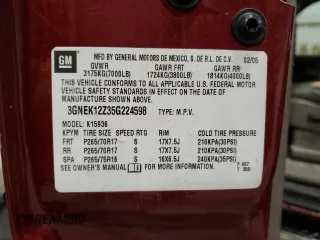 GM
MFD BY GENERAL MOTORS DE MEXICO, S. DE R.L. DE C.V. 02/05
GVWR GAWR FRT GAWR RR
3175KG(7000LB) 1724KG(3800LB) 1814KG(4000LB)
THIS VEHICLE CONFORMS TO ALL APPLICABLE U.S. FEDERAL MOTOR
VEHICLE SAFETY STANDARDS IN EFFECT ON THE DATE OF
MANUFACTURE SHOWN ABOVE.
3GNEK12Z35G224598 TYPE: M.P.V.
MODEL: K15936
KPYM TIRE SIZE SPEED RTG RIM COLD TIRE PRESSURE
FRT P265/70R17 S 17X7.5J 210KPA(30PSI)
RR P265/70R17 S 17X7.5J 210KPA(30PSI)
SPA P265/75R16 S 16X6.5J 240KPA(35PSI)
SEE OWNER'S MANUAL FOR MORE INFORMATION.